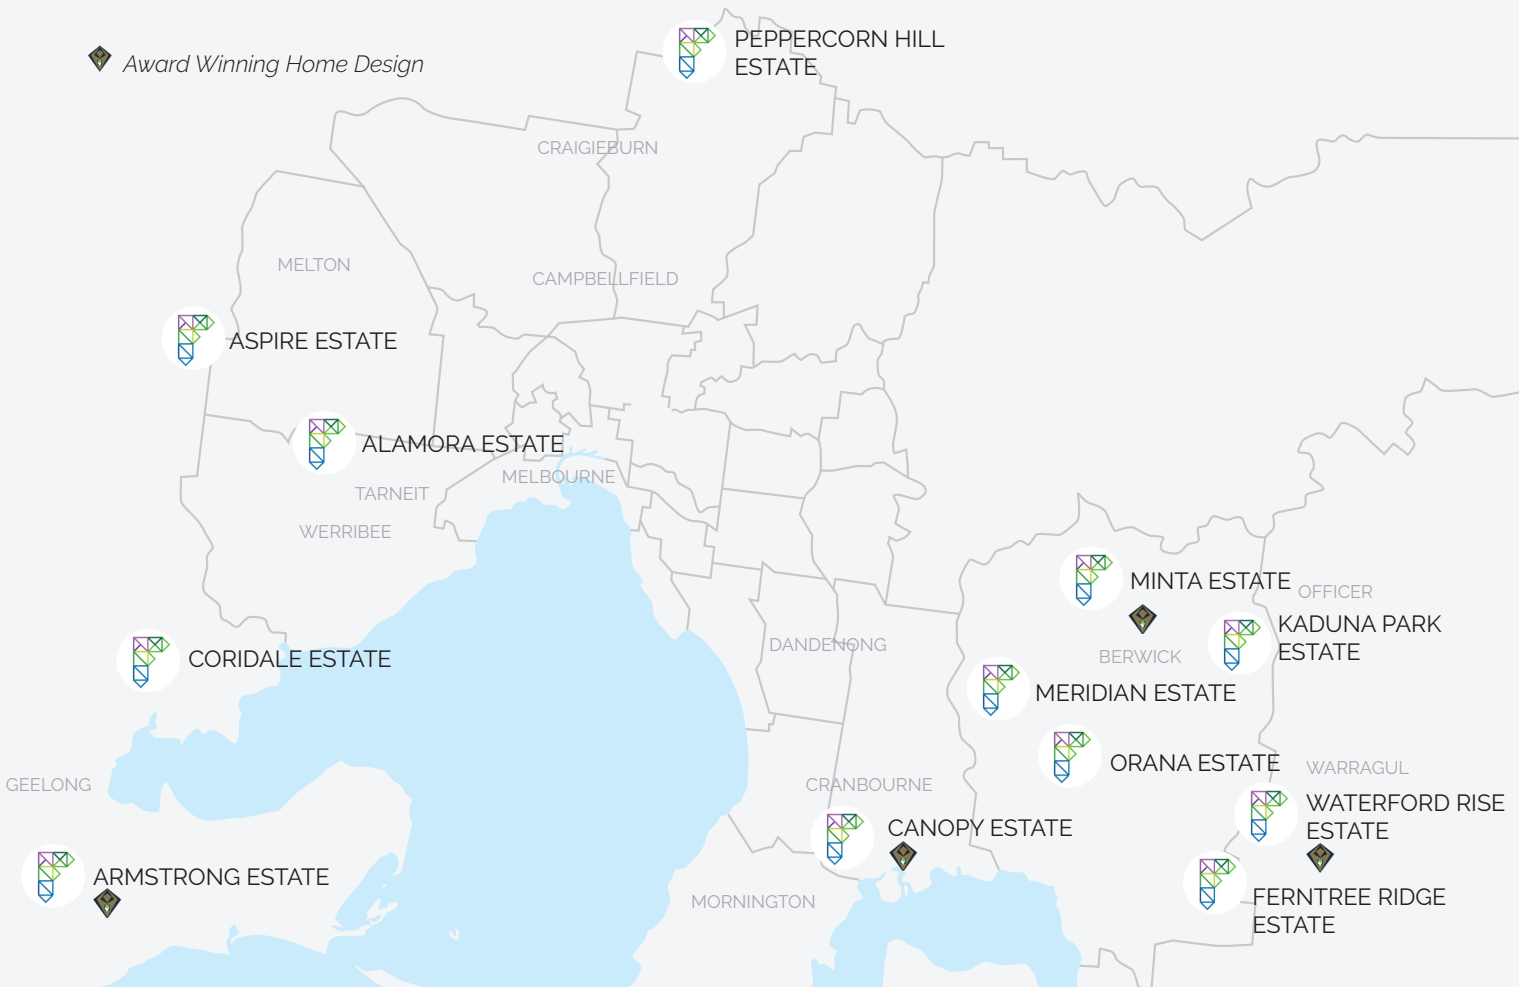 PEPPERCORN HILL
ESTATE
Award Winning Home Design
CRAIGIEBURN
MELTON
CAMPBELLFIELD
ASPIRE ESTATE
ALAMORA ESTATE
MELBOURNE
TARNEIT
WERRIBEE
MINTA ESTATE
OFFICER
KADUNA PARK
ESTATE
DANDENONG
BERWICK
CORIDALE ESTATE
MERIDIAN ESTATE
ORANA ESTATE
WARRAGUL
GEELONG
CRANBOURNE
WATERFORD RISE
ESTATE
CANOPY ESTATE
ARMSTRONG ESTATE
MORNINGTON
FERNTREE RIDGE
ESTATE